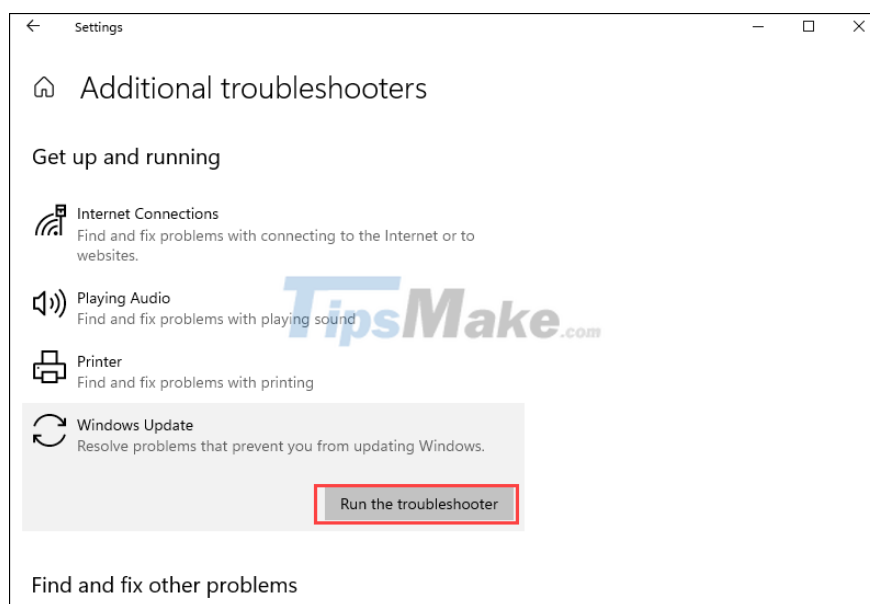 Settings
Additional troubleshooters
Get up and running
Internet Connections
Find and fix problems with connecting to the Internet or to
websites.
Playing Audio
Find and fix problems with playing sound
TipsMake.com
Printer
Find and fix problems with printing
Windows Update
Resolve problems that prevent you from updating Windows.
Run the troubleshooter
Find and fix other problems